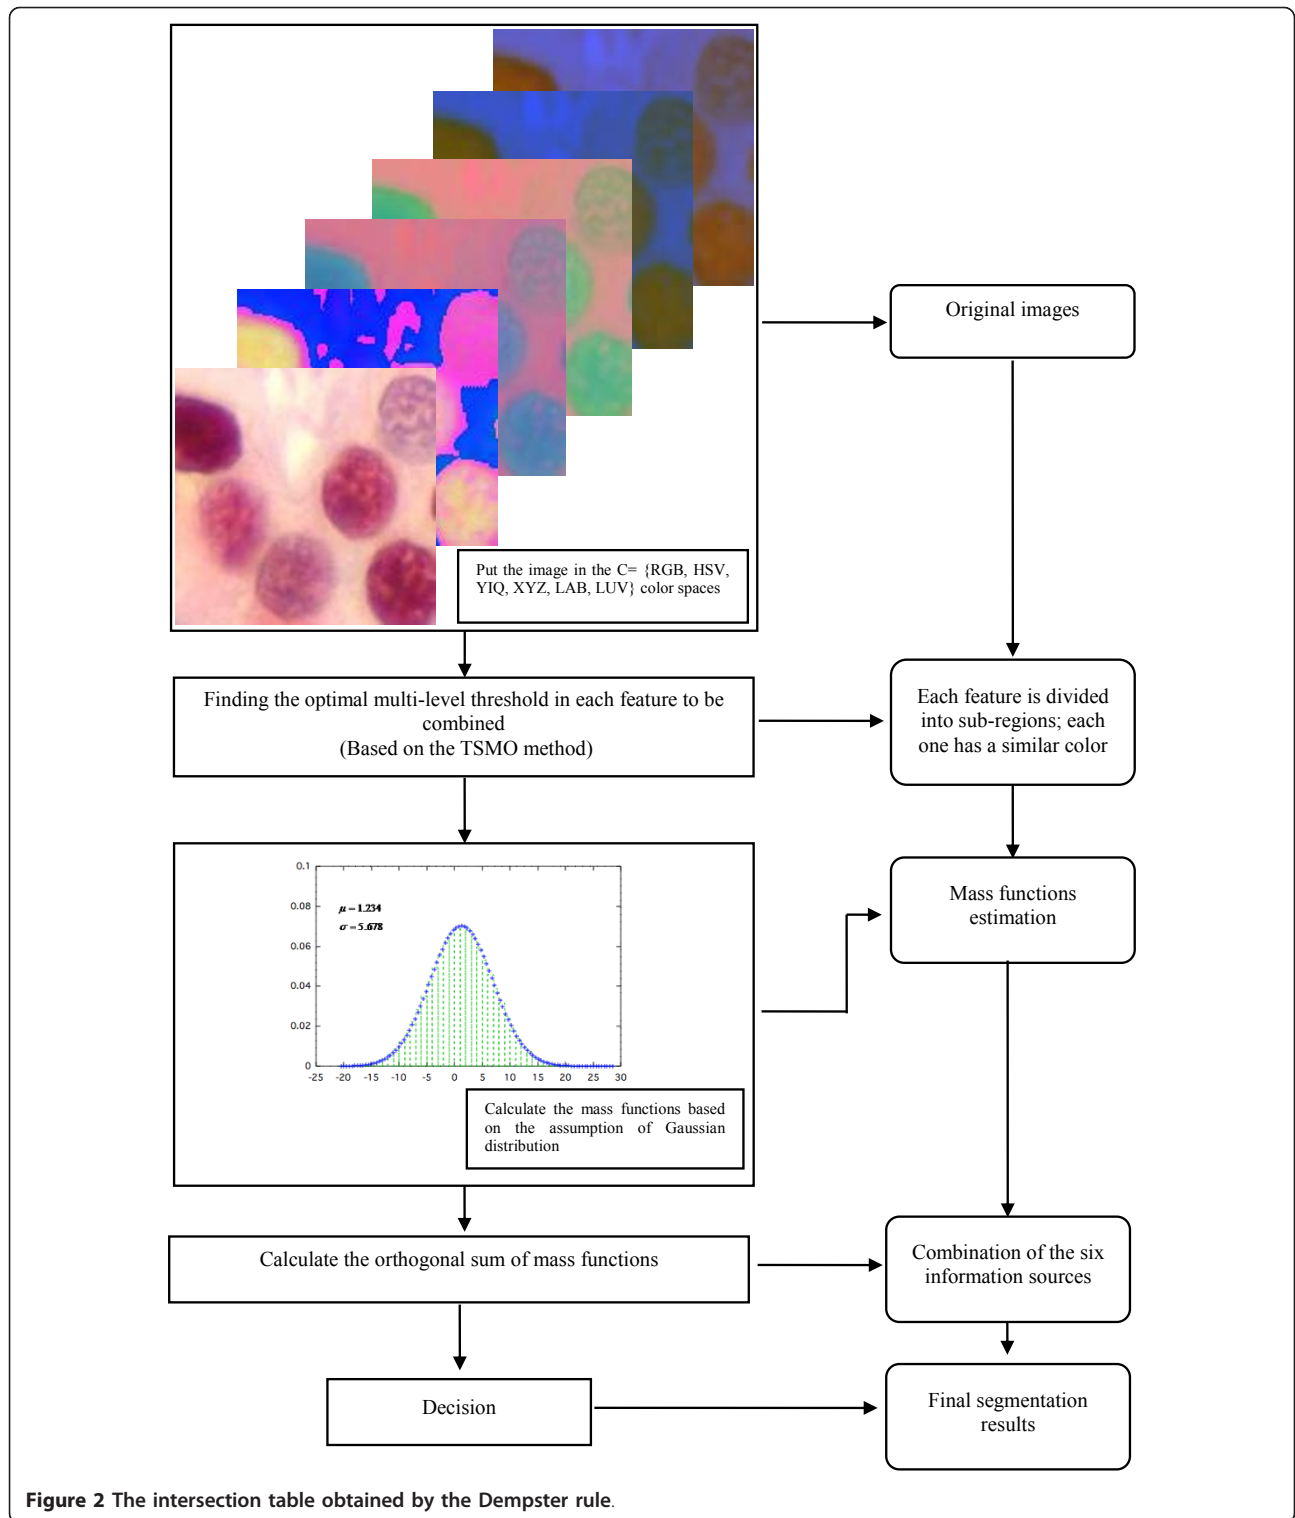 Original images
Put the image in the C= {RGB, HSV,
YIQ, XYZ, LAB, LUV} color spaces
Finding the optimal multi-level threshold in each feature to be
combined
(Based on the TSMO method)
Each feature is divided
into sub-regions; each
one has a similar color
0.1
0.08
0.06
0.04
0.02
0
μ = 1.234
σ = 5.678
-25 -20 -15 -10 -5 0 5 10 15 20 25 30
Calculate the mass functions based
on the assumption of Gaussian
distribution
Mass functions
estimation
Calculate the orthogonal sum of mass functions
Combination of the six
information sources
Decision
Final segmentation
results
Figure 2 The intersection table obtained by the Dempster rule.